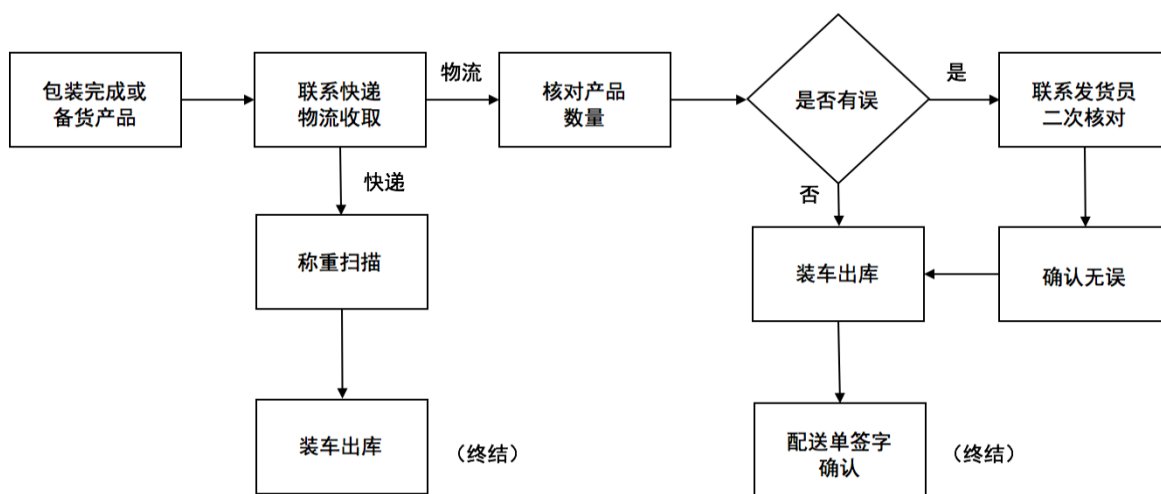 包装完成或
备货产品
联系快递
物流收取
物流
核对产品
数量
是否有误
是
联系发货员
二次核对
快递
否
称重扫描
装车出库
确认无误
装车出库
（终结）
配送单签字
确认
（终结）